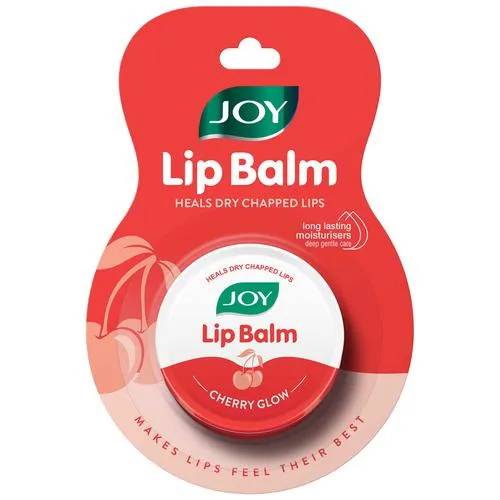 JOY
Lip Balm
HEALS DRY CHAPPED LIPS
long lasting
moisturisers
deep gentle care
HEALS DRY CHAPPED LIPS
JOY
Lip Balm
CHERRY GLOW
MAKES LIPS FEEL THEIR BEST